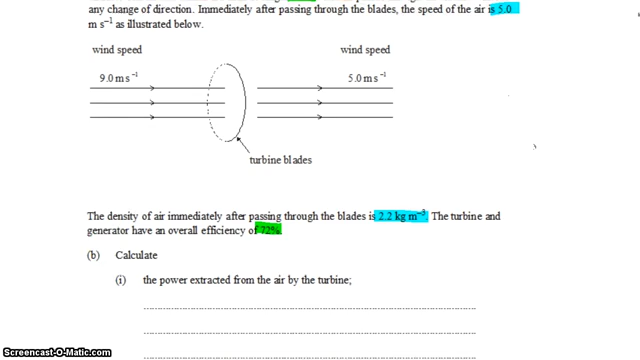 any change of direction. Immediately after passing through the blades, the speed of the air is 5.0
m s⁻¹ as illustrated below.
wind speed wind speed
9.0 m s⁻¹ 5.0 m s⁻¹
turbine blades
The density of air immediately after passing through the blades is 2.2 kg m⁻³. The turbine and
generator have an overall efficiency of 72%.
(b) Calculate
(i) the power extracted from the air by the turbine;
Screencast-O-Matic.com